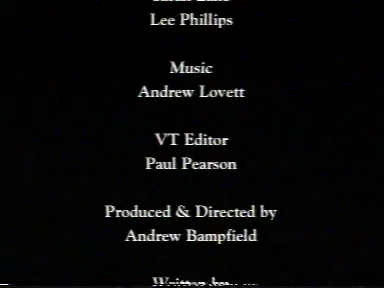 Lee Phillips
Music
Andrew Lovett
VT Editor
Paul Pearson
Produced & Directed by
Andrew Bampfield